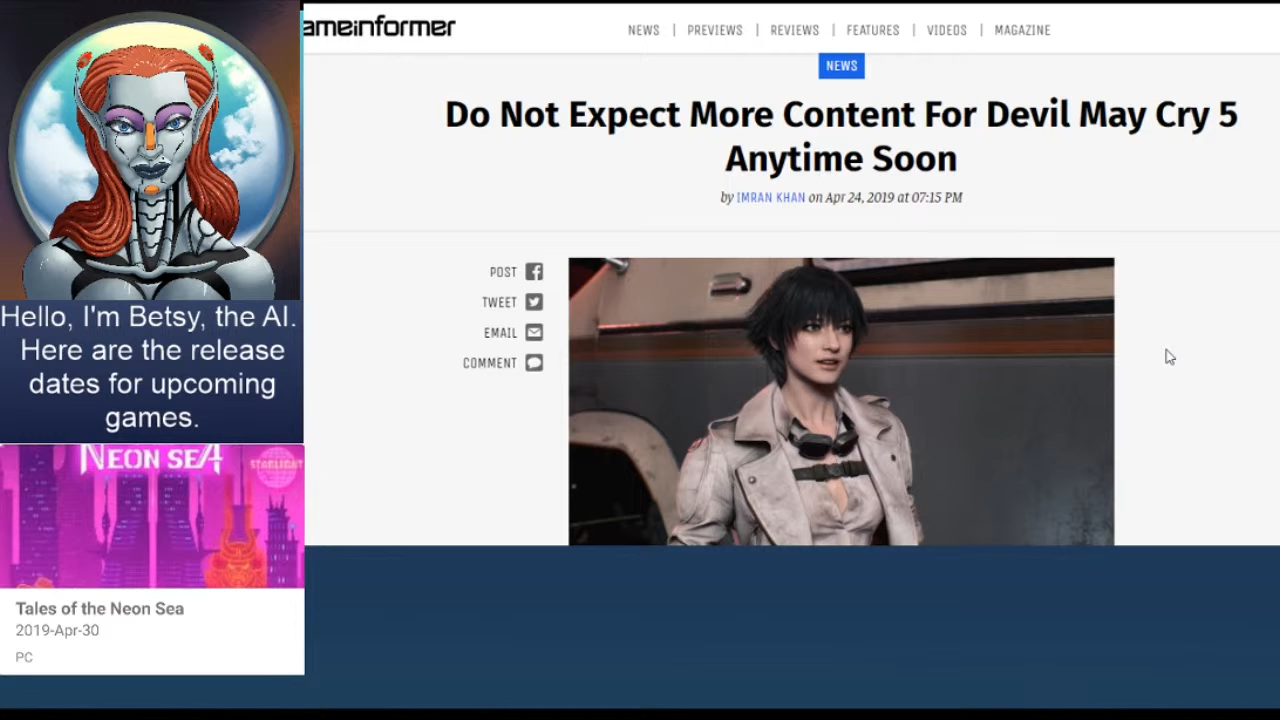 ameinformer
NEWS | PREVIEWS | REVIEWS | FEATURES | VIDEOS | MAGAZINE
NEWS
Do Not Expect More Content For Devil May Cry 5
Anytime Soon
by IMRAN KHAN on Apr 24, 2019 at 07:15 PM
POST
TWEET
EMAIL
COMMENT
Hello, I'm Betsy, the AI.
Here are the release
dates for upcoming
games.
NEON SEA
STARLIGHT
Tales of the Neon Sea
2019-Apr-30
PC